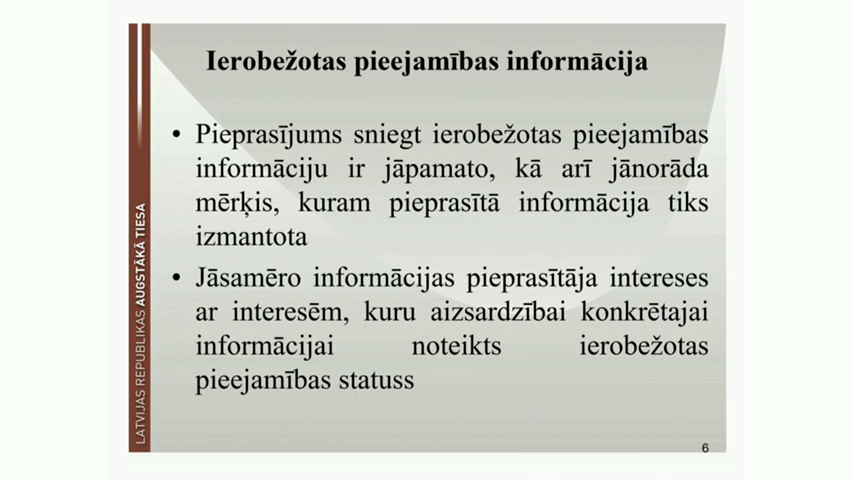 Ierobežotas pieejamības informācija
• Pieprasījums sniegt ierobežotas pieejamības
informāciju ir jāpamato, kā arī jānorāda
mērķis, kuram pieprasītā informācija tiks
izmantota
• Jāsamēro informācijas pieprasītāja intereses
ar interesēm, kuru aizsardzībai konkrētajai
informācijai noteikts ierobežotas
pieejamības statuss
LATVIJAS REPUBLIKAS AUGSTĀKĀ TIESA
6